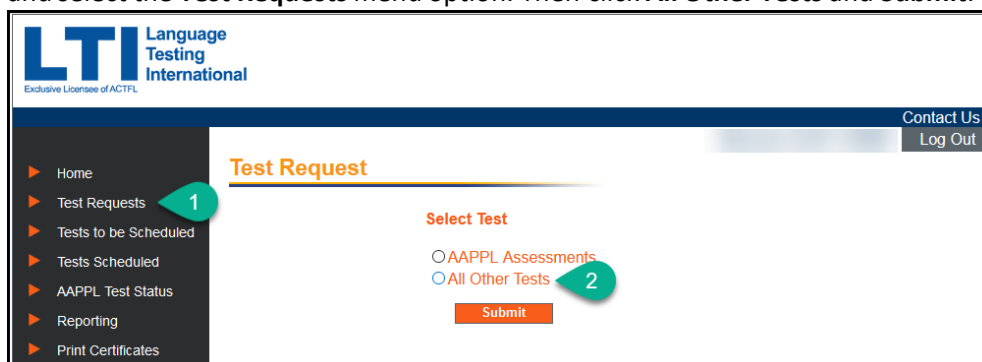 and select the Test Requests menu option. Then click All Other Tests and Submit.
LTI
Language
Testing
International
Exclusive Licensee of ACTFL
Contact Us
Log Out
Home
Test Requests
1
Tests to be Scheduled
Tests Scheduled
AAPPL Test Status
Reporting
Print Certificates
Test Request
Select Test
AAPPL Assessments
All Other Tests
2
Submit